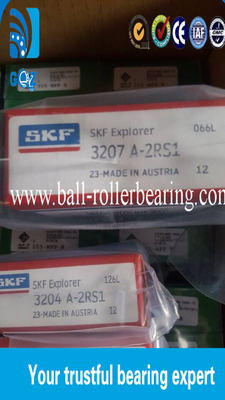 SKF
SKF Explorer
066L
3207 A-2RS1
23-MADE IN AUSTRIA
12
www.ball-rollerbearing.com
SKF
SKF Explorer
126L
3204 A-2RS1
23-MADE IN AUSTRIA
12
Your trustful bearing expert